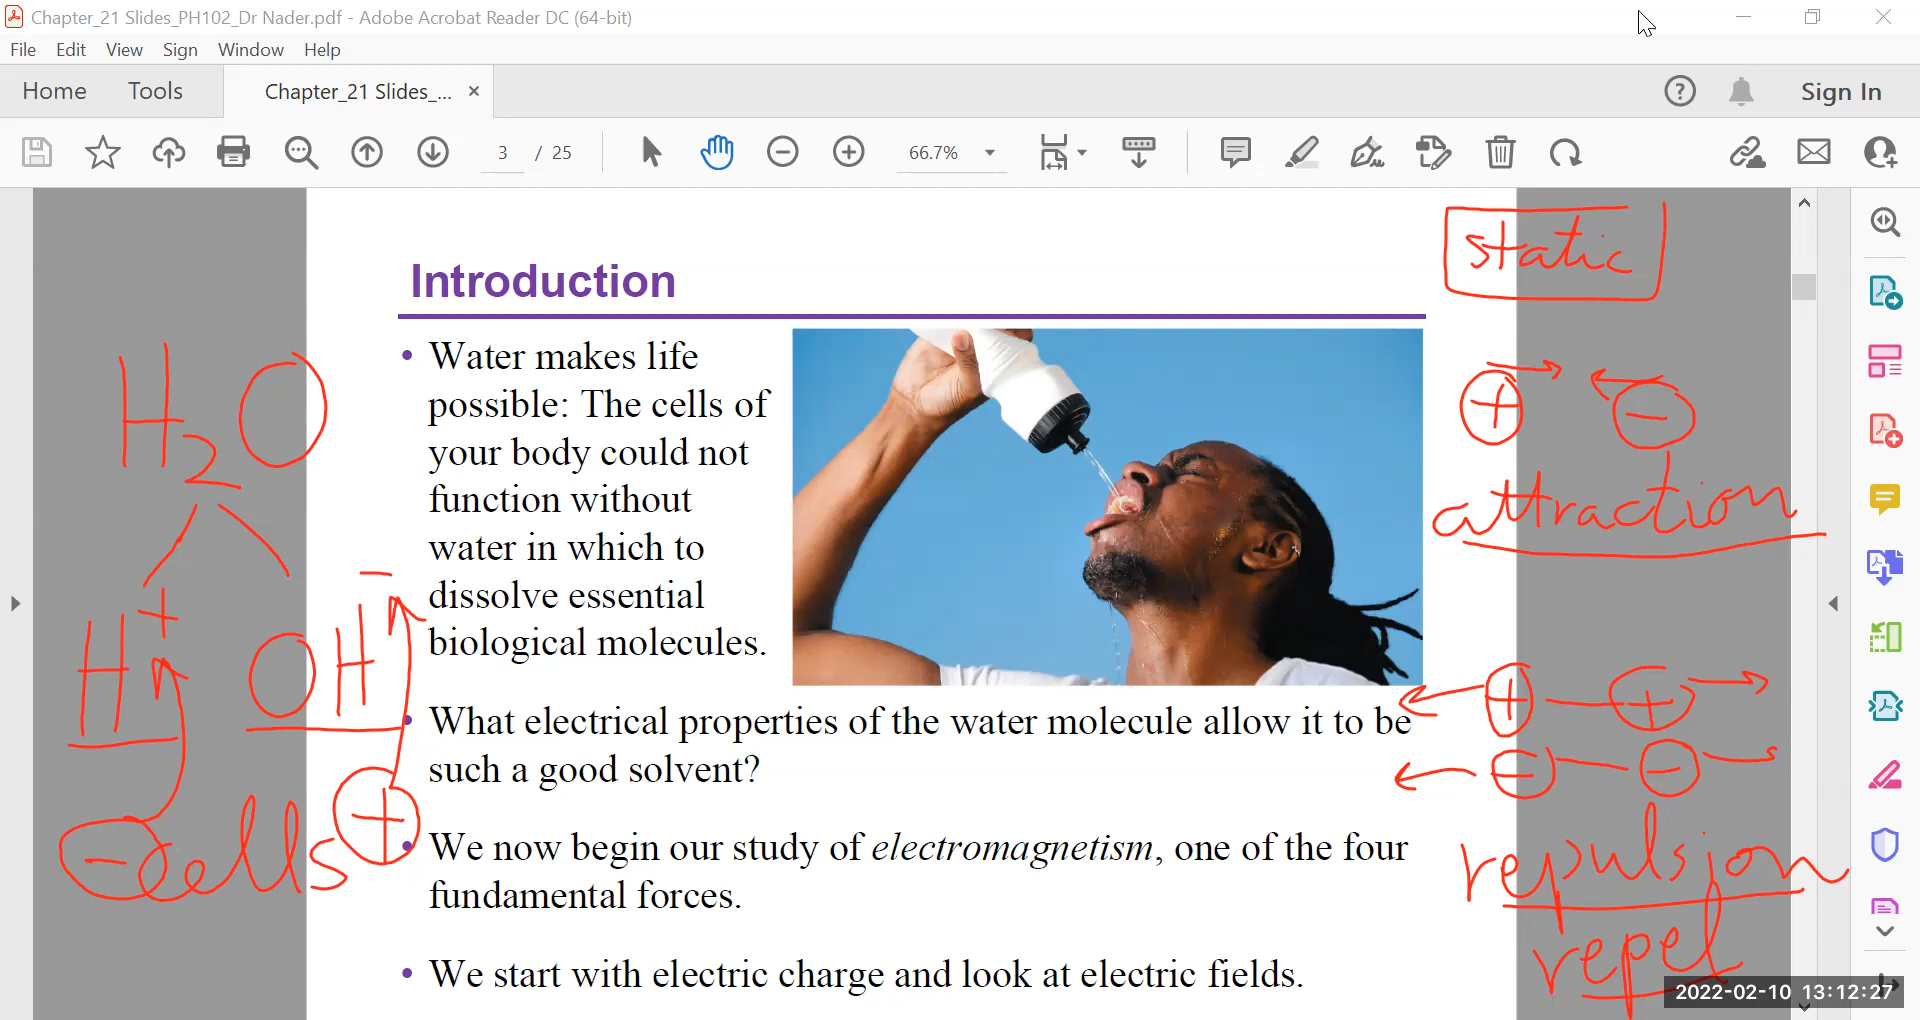 Chapter_21 Slides_PH102_Dr Nader.pdf - Adobe Acrobat Reader DC (64-bit)
File Edit View Sign Window Help
Home Tools Chapter_21 Slides_... × ? Sign In
3 / 25 66.7%
static
Introduction
• Water makes life
possible: The cells of
your body could not
function without
water in which to
dissolve essential
biological molecules.
• What electrical properties of the water molecule allow it to be
such a good solvent?
• We now begin our study of electromagnetism, one of the four
fundamental forces.
• We start with electric charge and look at electric fields.
H2O
H+ OH−
− cells +
+ −
attraction
+ +
− −
repulsion
repel
2022-02-10 13:12:27